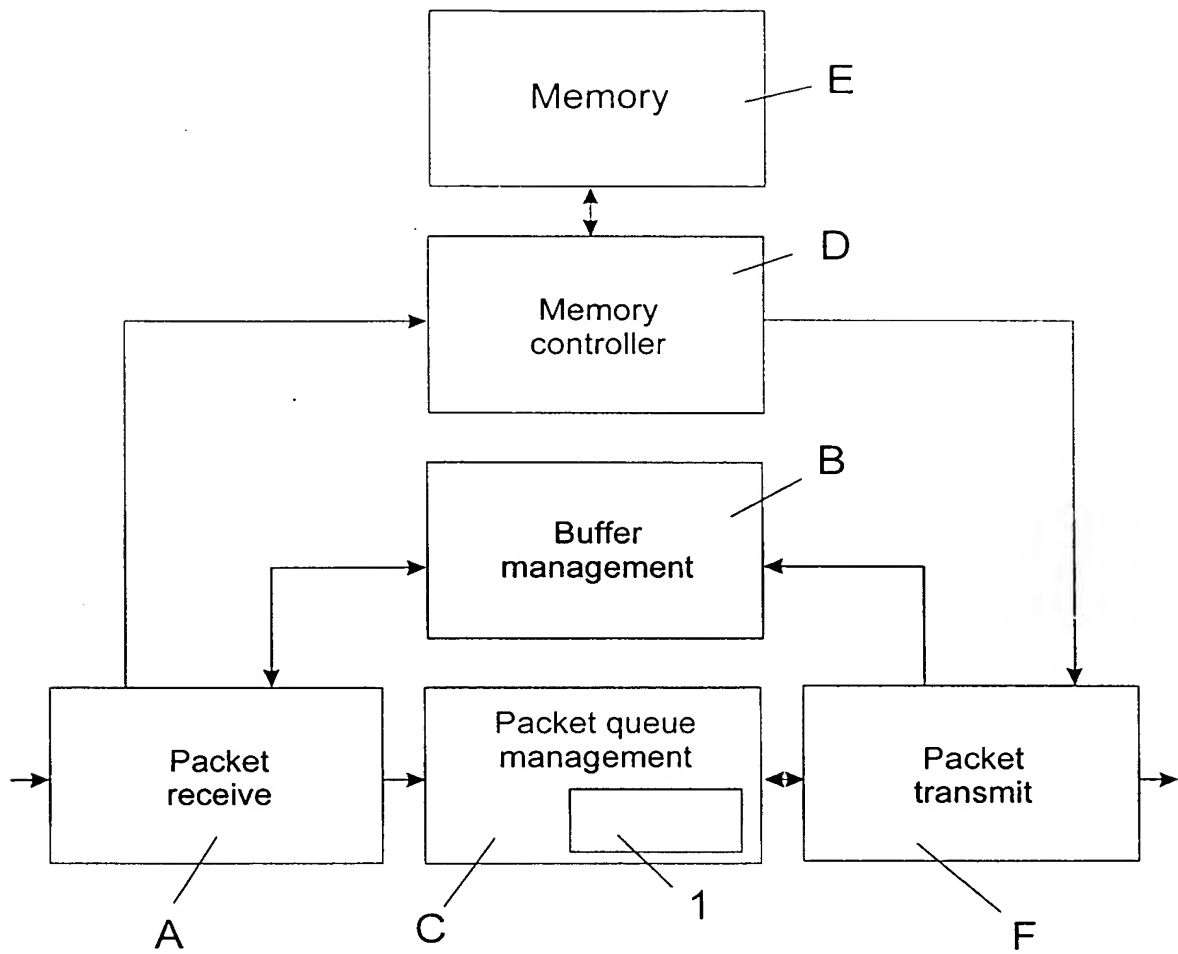 Memory
E
D
Memory
controller
B
Buffer
management
Packet
receive
Packet queue
management
Packet
transmit
A
C
1
F